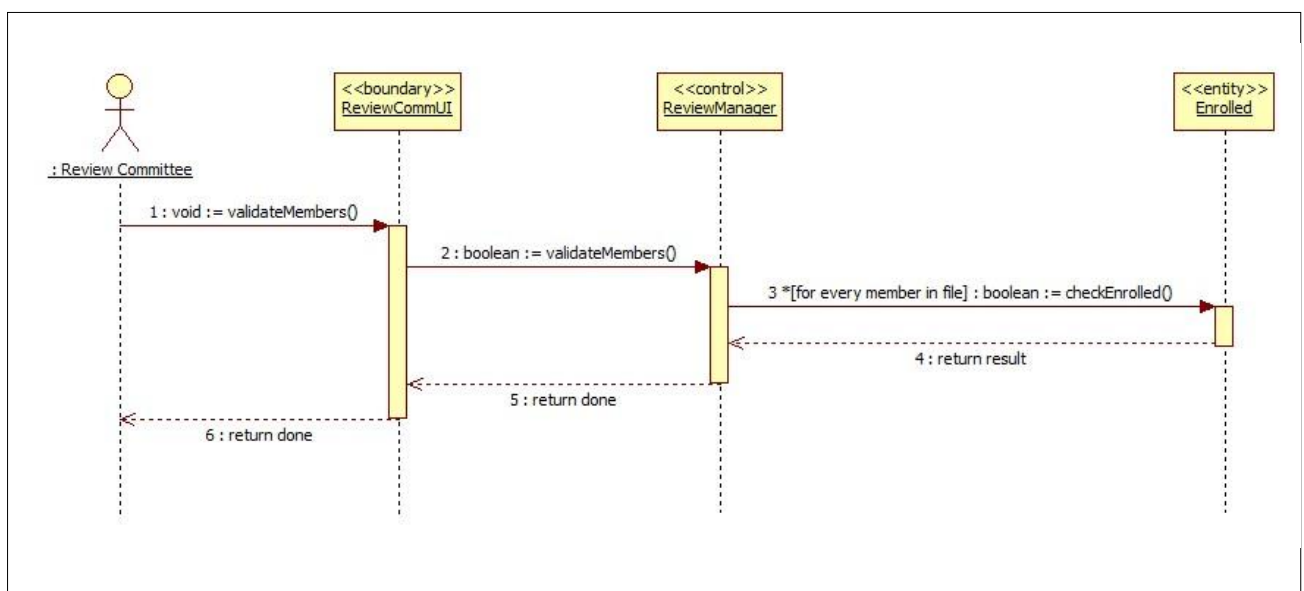 <<boundary>>
ReviewCommUI
<<control>>
ReviewManager
<<entity>>
Enrolled
: Review Committee
1 : void := validateMembers()
2 : boolean := validateMembers()
3 *[for every member in file] : boolean := checkEnrolled()
4 : return result
5 : return done
6 : return done